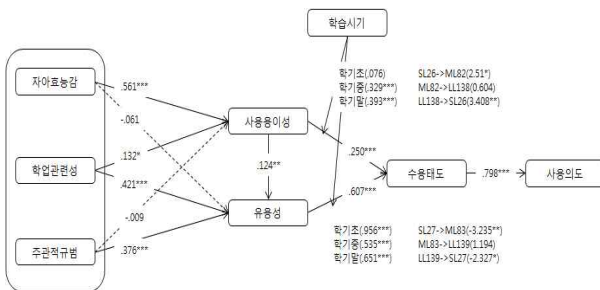 학습시기
학기초(.076) SL26->ML82(2.51*)
학기중(.329***) ML82->LL138(0.604)
학기말(.393***) LL138->SL26(3.408**)
자아효능감
.561***
-.061
사용용이성
.132*
.250***
학업관련성
.124**
수용태도
.798***
사용의도
.421***
.607***
-.009
유용성
주관적규범
.376***
학기초(.956***) SL27->ML83(-3.235**)
학기중(.535***) ML83->LL139(1.194)
학기말(.651***) LL139->SL27(-2.327*)